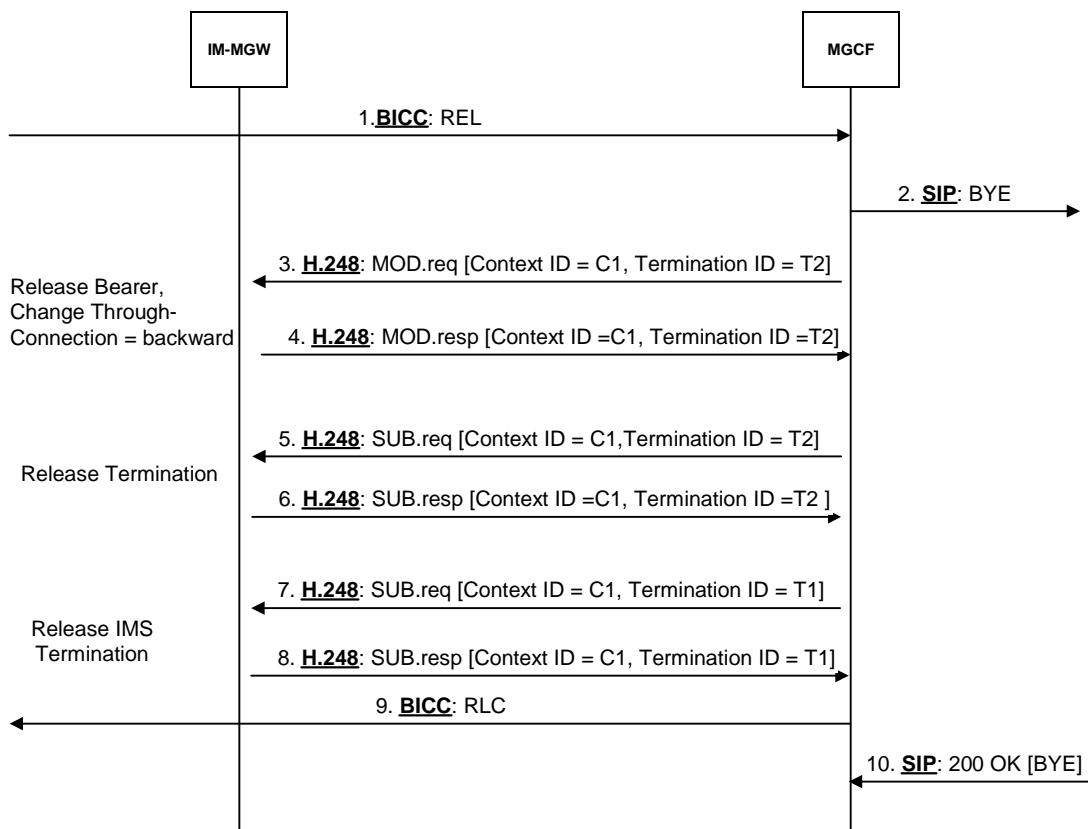 IM-MGW
MGCF
1.BICC: REL
2. SIP: BYE
3. H.248: MOD.req [Context ID = C1, Termination ID = T2]
Release Bearer,
Change Through-
Connection = backward
4. H.248: MOD.resp [Context ID =C1, Termination ID =T2]
5. H.248: SUB.req [Context ID = C1,Termination ID = T2]
Release Termination
6. H.248: SUB.resp [Context ID =C1, Termination ID =T2 ]
7. H.248: SUB.req [Context ID = C1, Termination ID = T1]
Release IMS
Termination
8. H.248: SUB.resp [Context ID = C1, Termination ID = T1]
9. BICC: RLC
10. SIP: 200 OK [BYE]